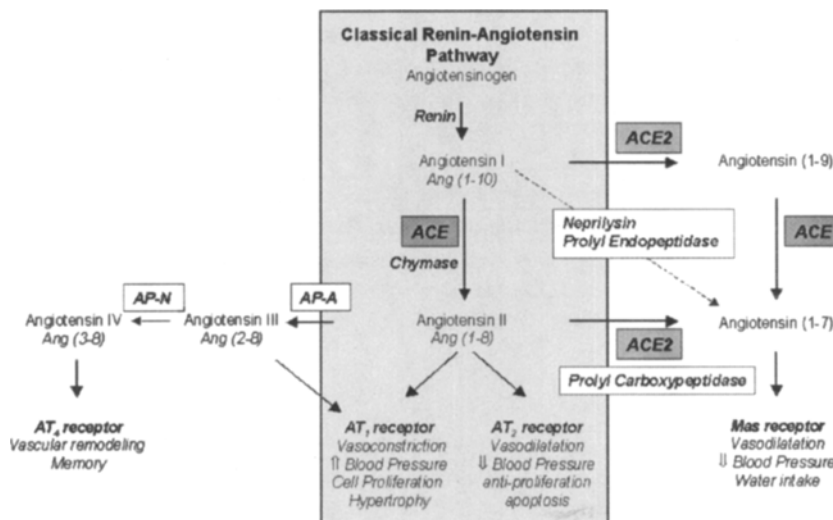 Classical Renin-Angiotensin
Pathway
Angiotensinogen
Renin
ACE2
Angiotensin I
Ang (1-10)
Angiotensin (1-9)
Neprilysin
Prolyl Endopeptidase
ACE
Chymase
ACE
AP-N
AP-A
Angiotensin IV
Ang (3-8)
Angiotensin III
Ang (2-8)
Angiotensin II
Ang (1-8)
Angiotensin (1-7)
ACE2
Prolyl Carboxypeptidase
AT₄ receptor
Vascular remodeling
Memory
AT₁ receptor
Vasoconstriction
⇑ Blood Pressure
Cell Proliferation
Hypertrophy
AT₂ receptor
Vasodilatation
⇓ Blood Pressure
anti-proliferation
apoptosis
Mas receptor
Vasodilatation
⇓ Blood Pressure
Water intake